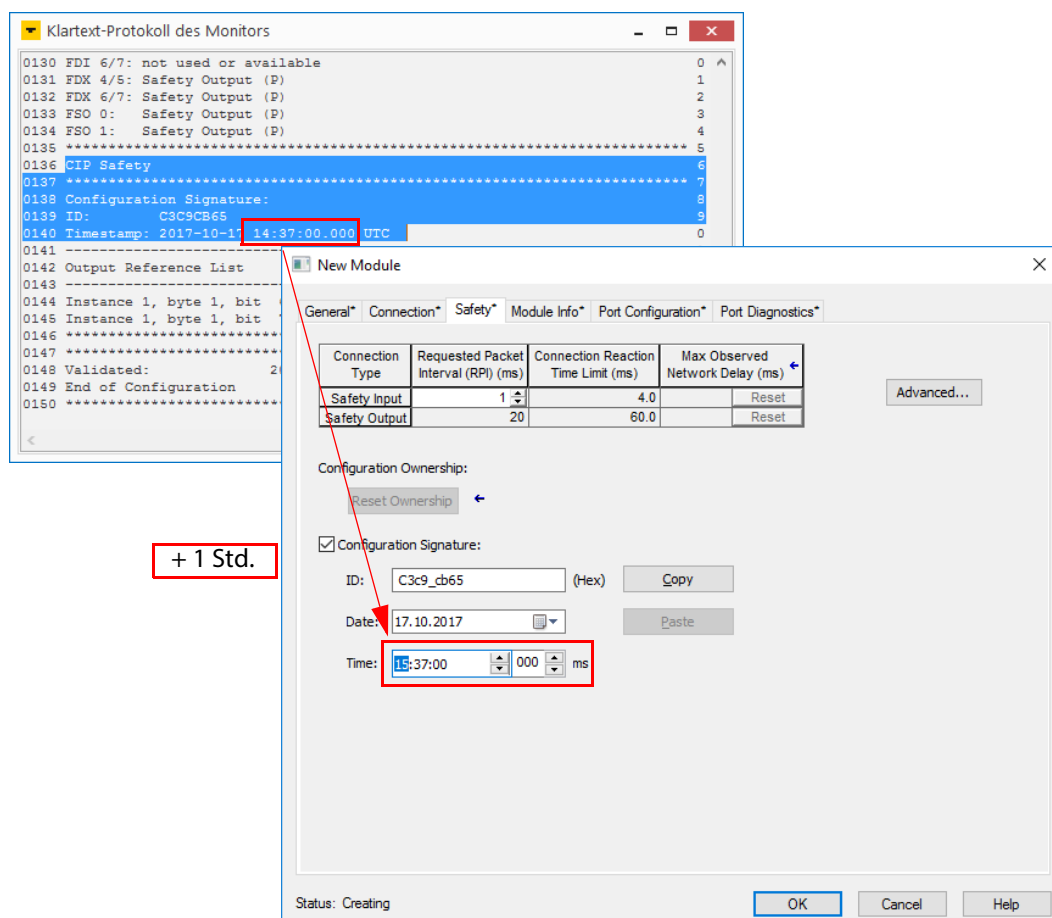 Klartext-Protokoll des Monitors
0130 FDI 6/7: not used or available 0
0131 FDX 4/5: Safety Output (P) 1
0132 FDX 6/7: Safety Output (P) 2
0133 FSO 0: Safety Output (P) 3
0134 FSO 1: Safety Output (P) 4
0135 ************************************************************************ 5
0136 CIP Safety 6
0137 ************************************************************************ 7
0138 Configuration Signature: 8
0139 ID: C3C9CB65 9
0140 Timestamp: 2017-10-17 14:37:00.000 UTC 0
0141 -------------------------
0142 Output Reference List
0143 -------------------------
0144 Instance 1, byte 1, bit
0145 Instance 1, byte 1, bit
0146 *************************
0147 *************************
0148 Validated: 20
0149 End of Configuration
0150 *************************
+ 1 Std.
New Module
General* Connection* Safety* Module Info* Port Configuration* Port Diagnostics*
Connection Type Requested Packet Interval (RPI) (ms) Connection Reaction Time Limit (ms) Max Observed Network Delay (ms)
Safety Input 1 4.0 Reset
Safety Output 20 60.0 Reset
Advanced...
Configuration Ownership:
Reset Ownership
Configuration Signature:
ID: C3c9_cb65 (Hex) Copy
Date: 17.10.2017 Paste
Time: 15:37:00 000 ms
Status: Creating OK Cancel Help